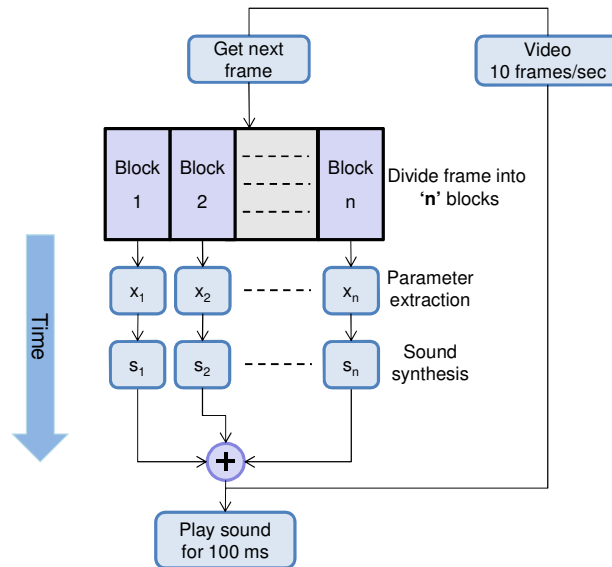 Get next
frame
Video
10 frames/sec
Block
1
Block
2
Block
n
Divide frame into
‘n’ blocks
Time
x1
x2
xn
Parameter
extraction
s1
s2
sn
Sound
synthesis
+
Play sound
for 100 ms